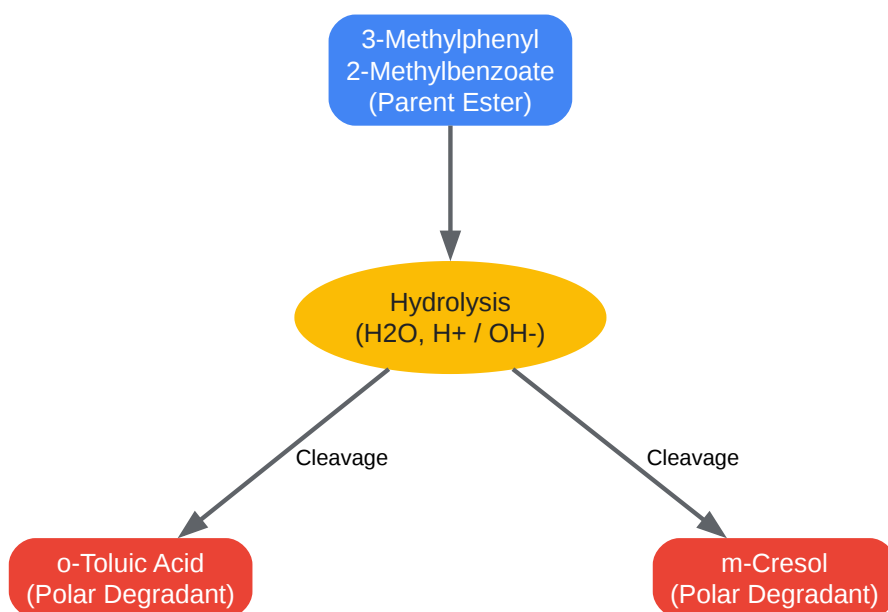 3-Methylphenyl
2-Methylbenzoate
(Parent Ester)
Hydrolysis
(H2O, H+ / OH-)
Cleavage
Cleavage
o-Toluic Acid
(Polar Degradant)
m-Cresol
(Polar Degradant)